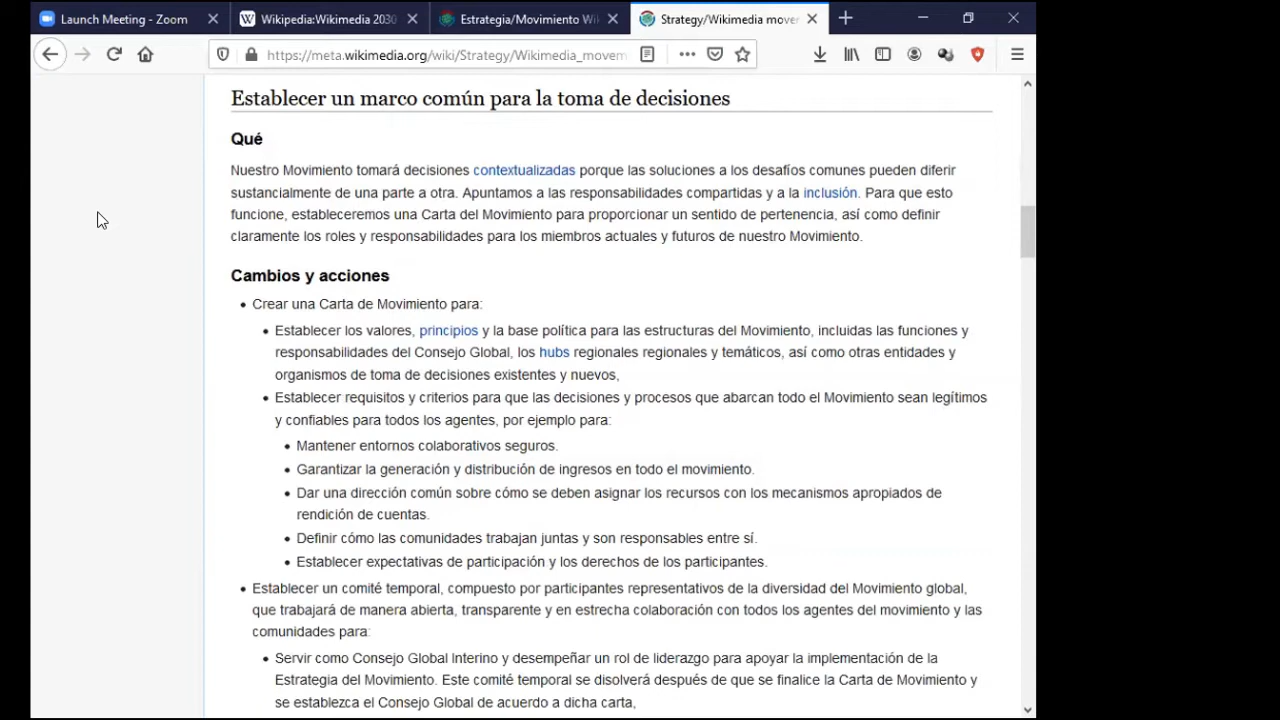 Launch Meeting - Zoom
Wikipedia:Wikimedia 2030
Estrategia/Movimiento Wi
Strategy/Wikimedia mover
https://meta.wikimedia.org/wiki/Strategy/Wikimedia_movem
Establecer un marco común para la toma de decisiones
Qué
Nuestro Movimiento tomará decisiones contextualizadas porque las soluciones a los desafíos comunes pueden diferir
sustancialmente de una parte a otra. Apuntamos a las responsabilidades compartidas y a la inclusión. Para que esto
funcione, estableceremos una Carta del Movimiento para proporcionar un sentido de pertenencia, así como definir
claramente los roles y responsabilidades para los miembros actuales y futuros de nuestro Movimiento.
Cambios y acciones
• Crear una Carta de Movimiento para:
• Establecer los valores, principios y la base política para las estructuras del Movimiento, incluidas las funciones y
responsabilidades del Consejo Global, los hubs regionales regionales y temáticos, así como otras entidades y
organismos de toma de decisiones existentes y nuevos,
• Establecer requisitos y criterios para que las decisiones y procesos que abarcan todo el Movimiento sean legítimos
y confiables para todos los agentes, por ejemplo para:
• Mantener entornos colaborativos seguros.
• Garantizar la generación y distribución de ingresos en todo el movimiento.
• Dar una dirección común sobre cómo se deben asignar los recursos con los mecanismos apropiados de
rendición de cuentas.
• Definir cómo las comunidades trabajan juntas y son responsables entre sí.
• Establecer expectativas de participación y los derechos de los participantes.
• Establecer un comité temporal, compuesto por participantes representativos de la diversidad del Movimiento global,
que trabajará de manera abierta, transparente y en estrecha colaboración con todos los agentes del movimiento y las
comunidades para:
• Servir como Consejo Global Interino y desempeñar un rol de liderazgo para apoyar la implementación de la
Estrategia del Movimiento. Este comité temporal se disolverá después de que se finalice la Carta de Movimiento y
se establezca el Consejo Global de acuerdo a dicha carta,